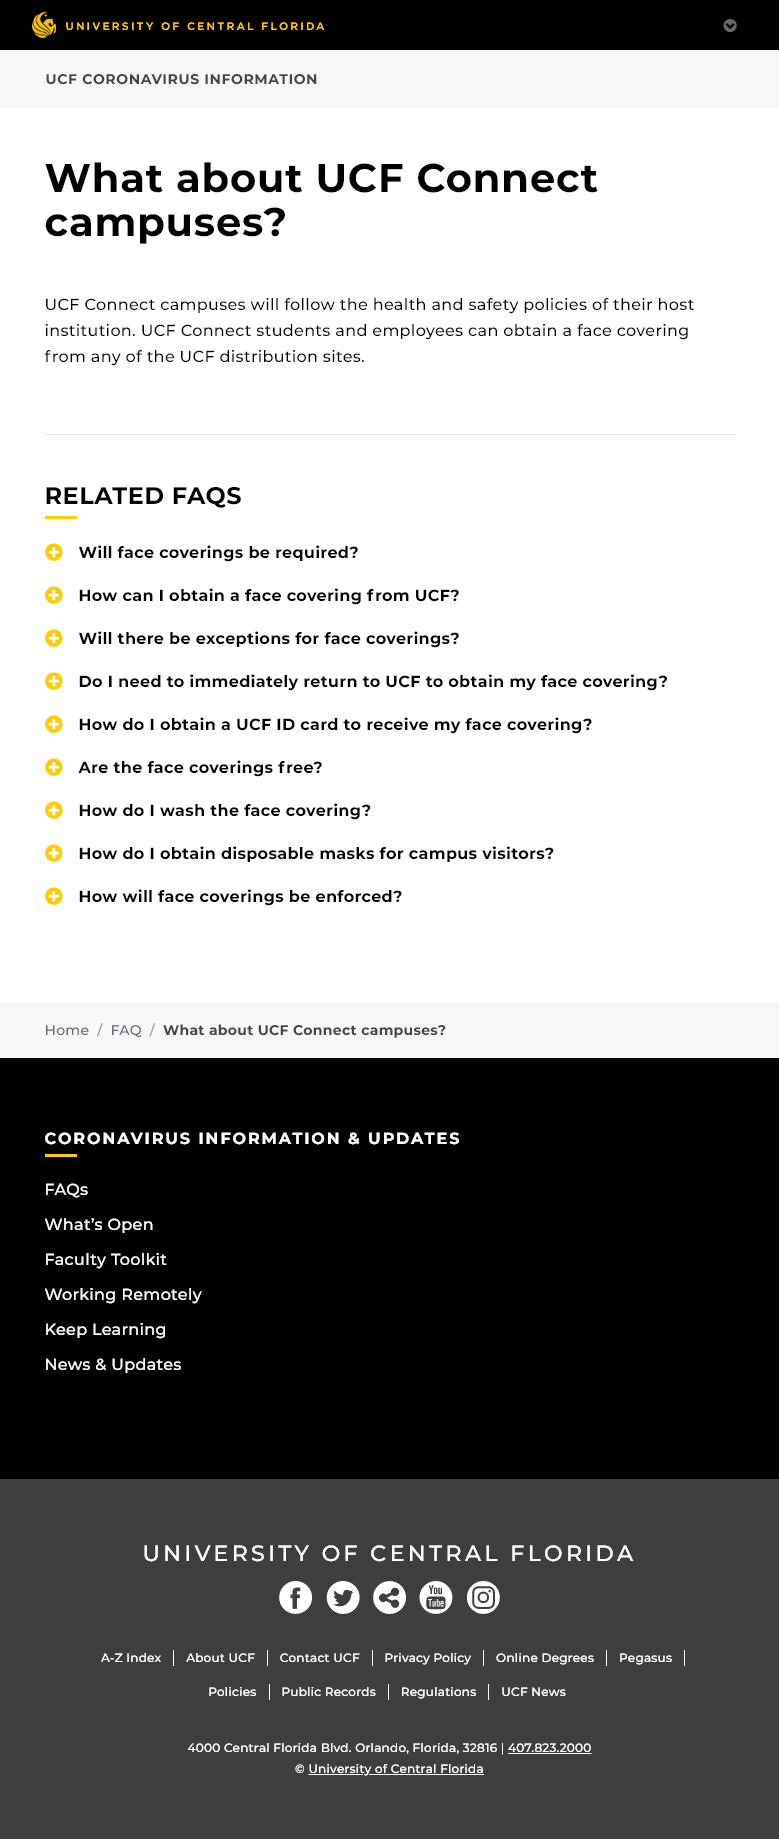 UNIVERSITY OF CENTRAL FLORIDA
UCF CORONAVIRUS INFORMATION
What about UCF Connect
campuses?
UCF Connect campuses will follow the health and safety policies of their host
institution. UCF Connect students and employees can obtain a face covering
from any of the UCF distribution sites.
RELATED FAQS
Will face coverings be required?
How can I obtain a face covering from UCF?
Will there be exceptions for face coverings?
Do I need to immediately return to UCF to obtain my face covering?
How do I obtain a UCF ID card to receive my face covering?
Are the face coverings free?
How do I wash the face covering?
How do I obtain disposable masks for campus visitors?
How will face coverings be enforced?
Home / FAQ / What about UCF Connect campuses?
CORONAVIRUS INFORMATION & UPDATES
FAQs
What’s Open
Faculty Toolkit
Working Remotely
Keep Learning
News & Updates
UNIVERSITY OF CENTRAL FLORIDA
You
Tube
A-Z Index | About UCF | Contact UCF | Privacy Policy | Online Degrees | Pegasus |
Policies | Public Records | Regulations | UCF News
4000 Central Florida Blvd. Orlando, Florida, 32816 | 407.823.2000
© University of Central Florida